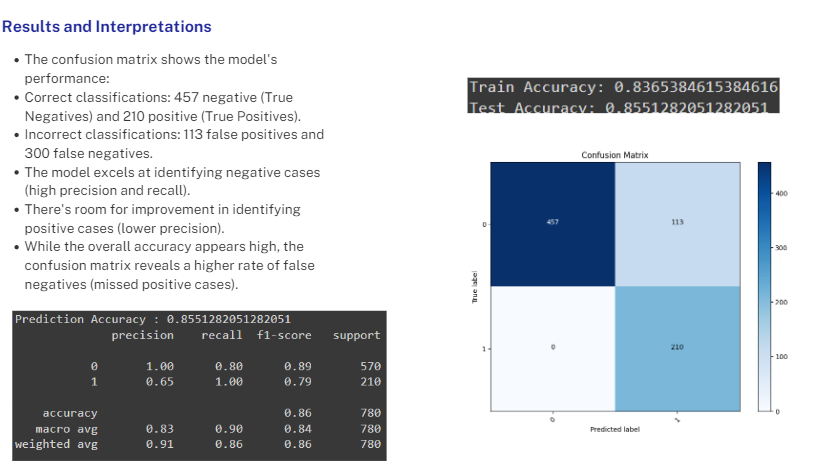 Results and Interpretations
• The confusion matrix shows the model's
performance:
• Correct classifications: 457 negative (True
Negatives) and 210 positive (True Positives).
• Incorrect classifications: 113 false positives and
300 false negatives.
• The model excels at identifying negative cases
(high precision and recall).
• There's room for improvement in identifying
positive cases (lower precision).
• While the overall accuracy appears high, the
confusion matrix reveals a higher rate of false
negatives (missed positive cases).
Prediction Accuracy : 0.8551282051282051
precision recall f1-score support
0 1.00 0.80 0.89 570
1 0.65 1.00 0.79 210
accuracy 0.86 780
macro avg 0.83 0.90 0.84 780
weighted avg 0.91 0.86 0.86 780
Train Accuracy: 0.8365384615384616
Test Accuracy: 0.8551282051282051
Confusion Matrix
457 113
0 210
True label
0
1
0 1
Predicted label
400
300
200
100
0